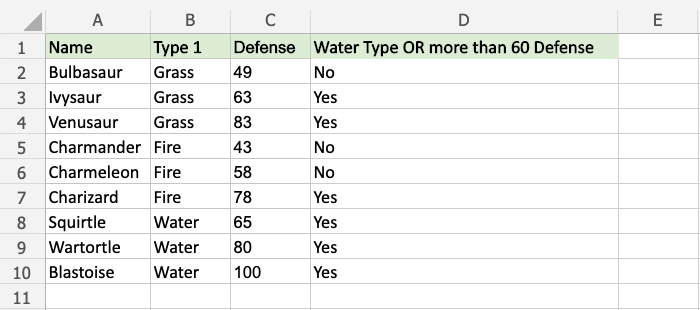 A B C D E
1 Name Type 1 Defense Water Type OR more than 60 Defense
2 Bulbasaur Grass 49 No
3 Ivysaur Grass 63 Yes
4 Venusaur Grass 83 Yes
5 Charmander Fire 43 No
6 Charmeleon Fire 58 No
7 Charizard Fire 78 Yes
8 Squirtle Water 65 Yes
9 Wartortle Water 80 Yes
10 Blastoise Water 100 Yes
11